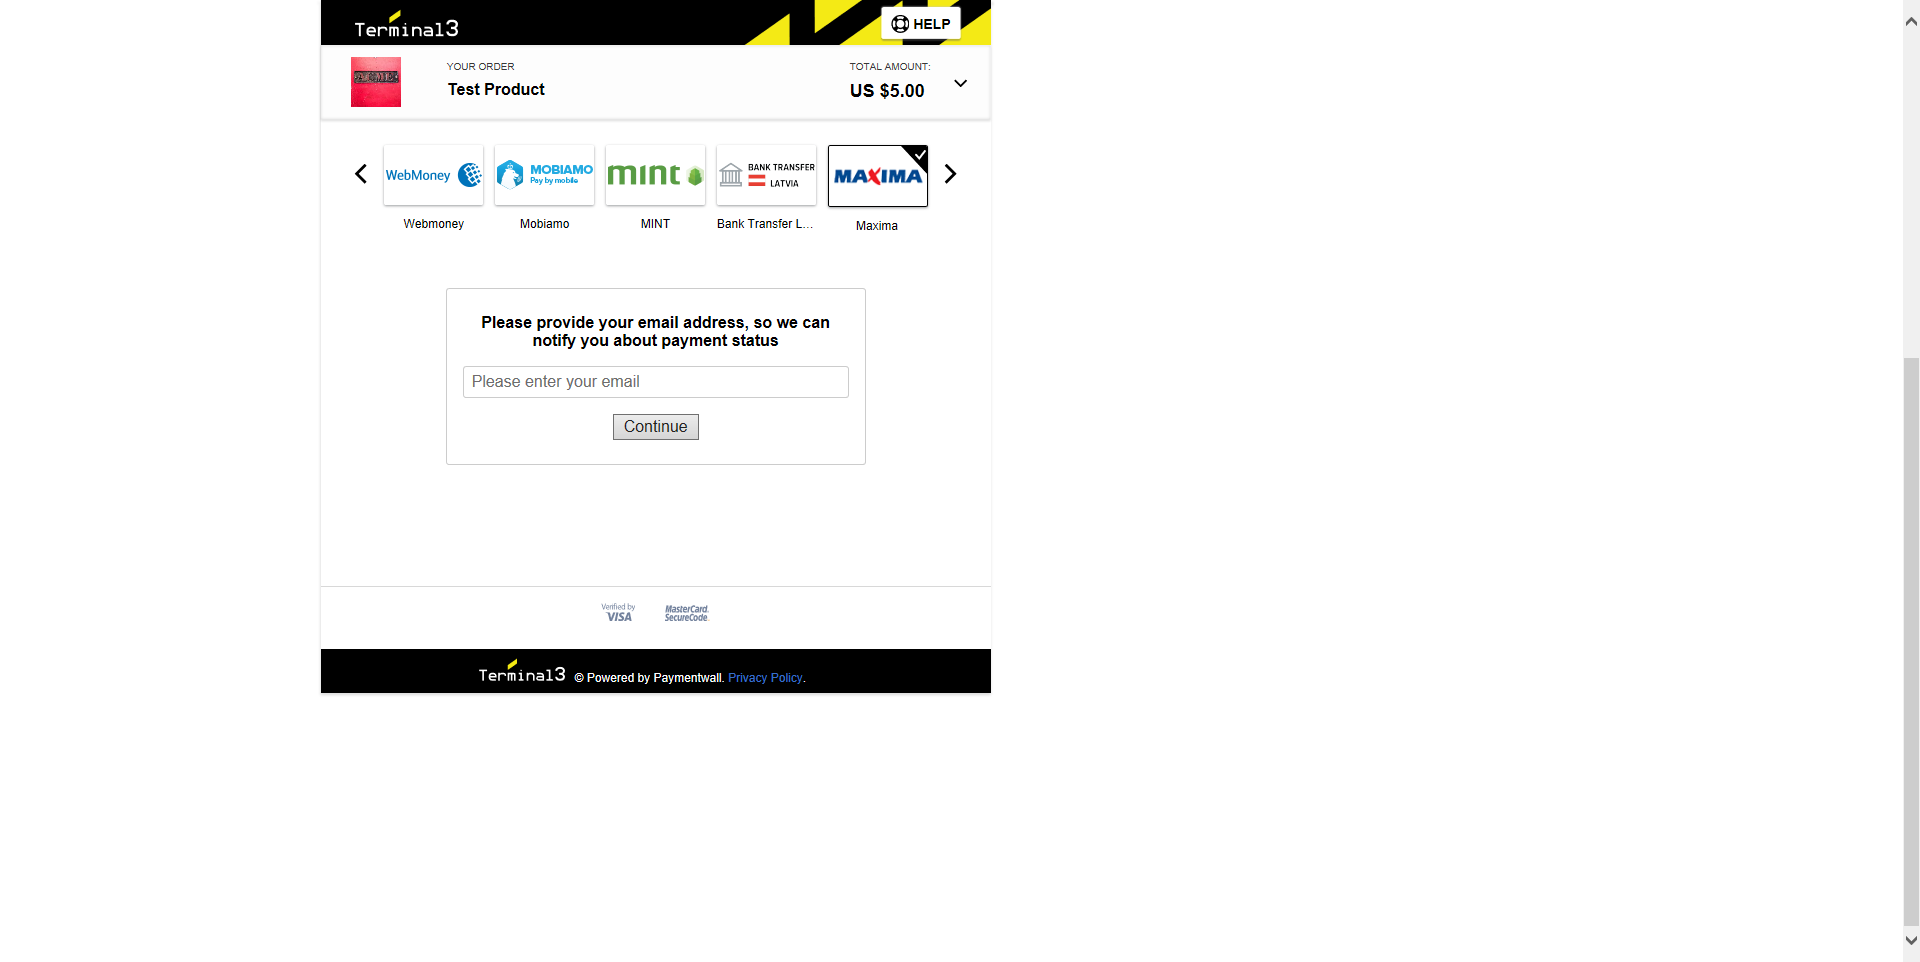 Terminal3
HELP
YOUR ORDER
Test Product
TOTAL AMOUNT:
US $5.00
WebMoney
MOBIAMO
Pay by mobile
mint
BANK TRANSFER
LATVIA
MAXIMA
Webmoney
Mobiamo
MINT
Bank Transfer L...
Maxima
Please provide your email address, so we can
notify you about payment status
Please enter your email
Continue
Verified by
VISA
MasterCard.
SecureCode.
Terminal3 © Powered by Paymentwall. Privacy Policy.